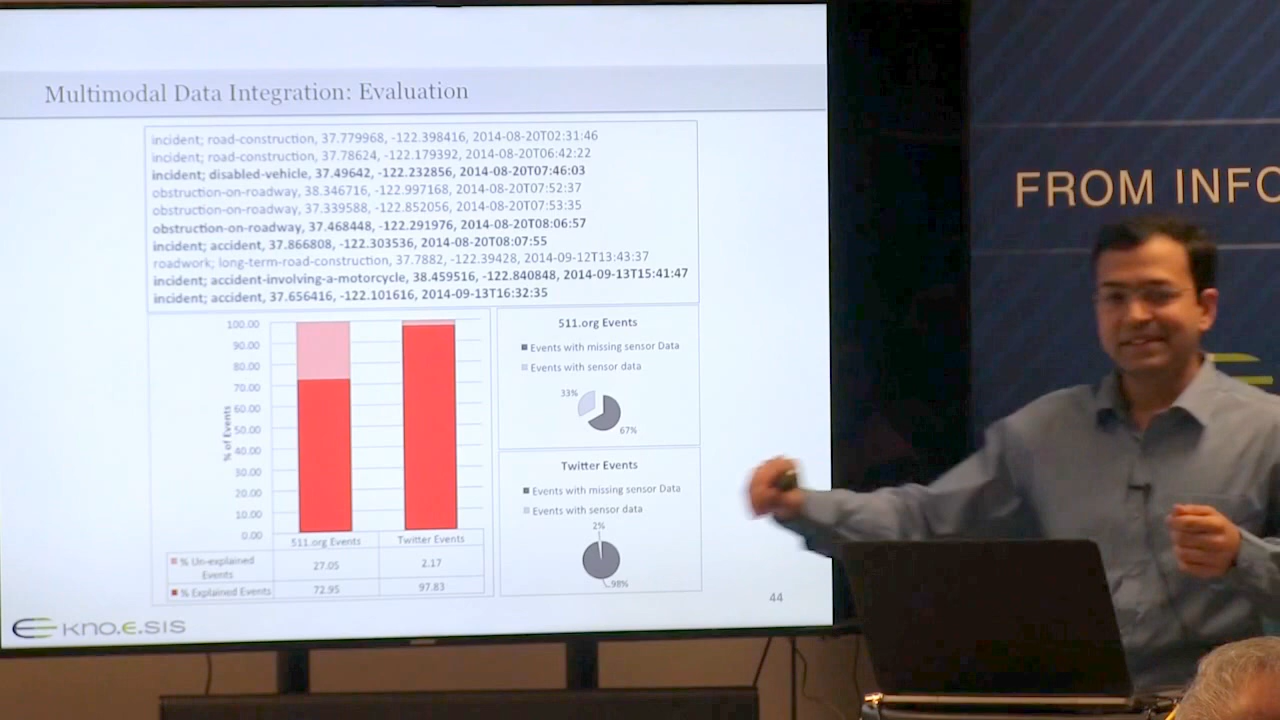 Multimodal Data Integration: Evaluation
incident; road-construction, 37.779968, -122.398416, 2014-08-20T02:31:46
incident; road-construction, 37.78624, -122.179392, 2014-08-20T06:42:22
incident; disabled-vehicle, 37.49642, -122.232856, 2014-08-20T07:46:03
obstruction-on-roadway, 38.346716, -122.997168, 2014-08-20T07:52:37
obstruction-on-roadway, 37.339588, -122.852056, 2014-08-20T07:53:35
obstruction-on-roadway, 37.468448, -122.291976, 2014-08-20T08:06:57
incident; accident, 37.866808, -122.303536, 2014-08-20T08:07:55
roadwork; long-term-road-construction, 37.7882, -122.39428, 2014-09-12T13:43:37
incident; accident-involving-a-motorcycle, 38.459516, -122.840848, 2014-09-13T15:41:47
incident; accident, 37.656416, -122.101616, 2014-09-13T16:32:35
% of Events
100.00
90.00
80.00
70.00
60.00
50.00
40.00
30.00
20.00
10.00
0.00
511.org Events Twitter Events
% Un-explained Events 27.05 2.17
% Explained Events 72.95 97.83
511.org Events
Events with missing sensor Data
Events with sensor data
33%
67%
Twitter Events
Events with missing sensor Data
Events with sensor data
2%
98%
44
kno.e.sis
FROM INFO